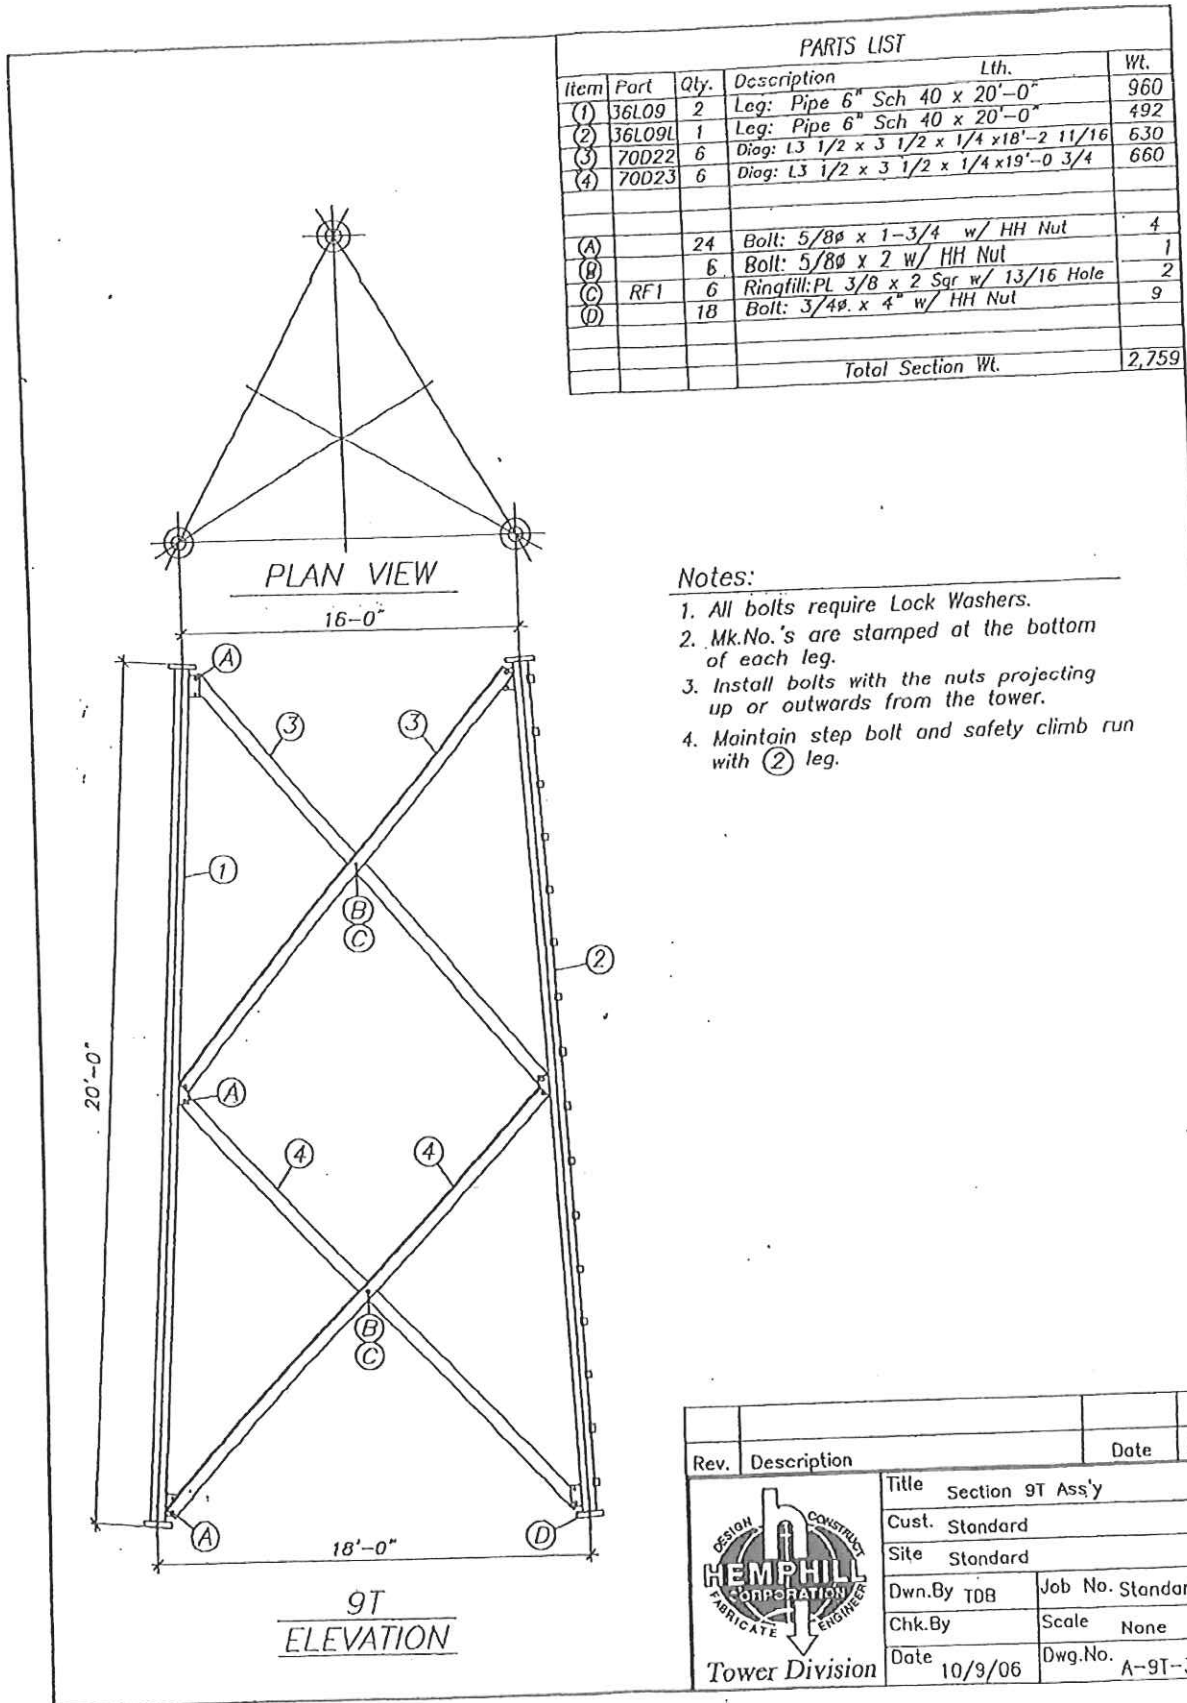 PARTS LIST
Item Part Qty. Description Lth. Wt.
1 36L09 2 Leg: Pipe 6" Sch 40 x 20'-0" 960
2 36L09L 1 Leg: Pipe 6" Sch 40 x 20'-0" 492
3 70D22 6 Diag: L3 1/2 x 3 1/2 x 1/4 x18'-2 11/16 630
4 70D23 6 Diag: L3 1/2 x 3 1/2 x 1/4 x19'-0 3/4 660
A 24 Bolt: 5/8ø x 1-3/4 w/ HH Nut 4
B 6 Bolt: 5/8ø x 2 w/ HH Nut 1
C RF1 6 Ringfill: PL 3/8 x 2 Sqr w/ 13/16 Hole 2
D 18 Bolt: 3/4ø. x 4" w/ HH Nut 9
Total Section Wt. 2,759
PLAN VIEW
16-0"
Notes:
1. All bolts require Lock Washers.
2. Mk.No.'s are stamped at the bottom
of each leg.
3. Install bolts with the nuts projecting
up or outwards from the tower.
4. Maintain step bolt and safety climb run
with 2 leg.
A
3 3
1
B
C
2
20'-0"
A
4 4
B
C
A D
18'-0"
9T
ELEVATION
Rev. Description Date
Title Section 9T Ass'y
Cust. Standard
Site Standard
Dwn.By TDB Job No. Standar
Chk.By Scale None
Date 10/9/06 Dwg.No. A-9T-
h
DESIGN CONSTRUCT
HEMPHILL
CORPORATION
FABRICATE ENGINEER
Tower Division